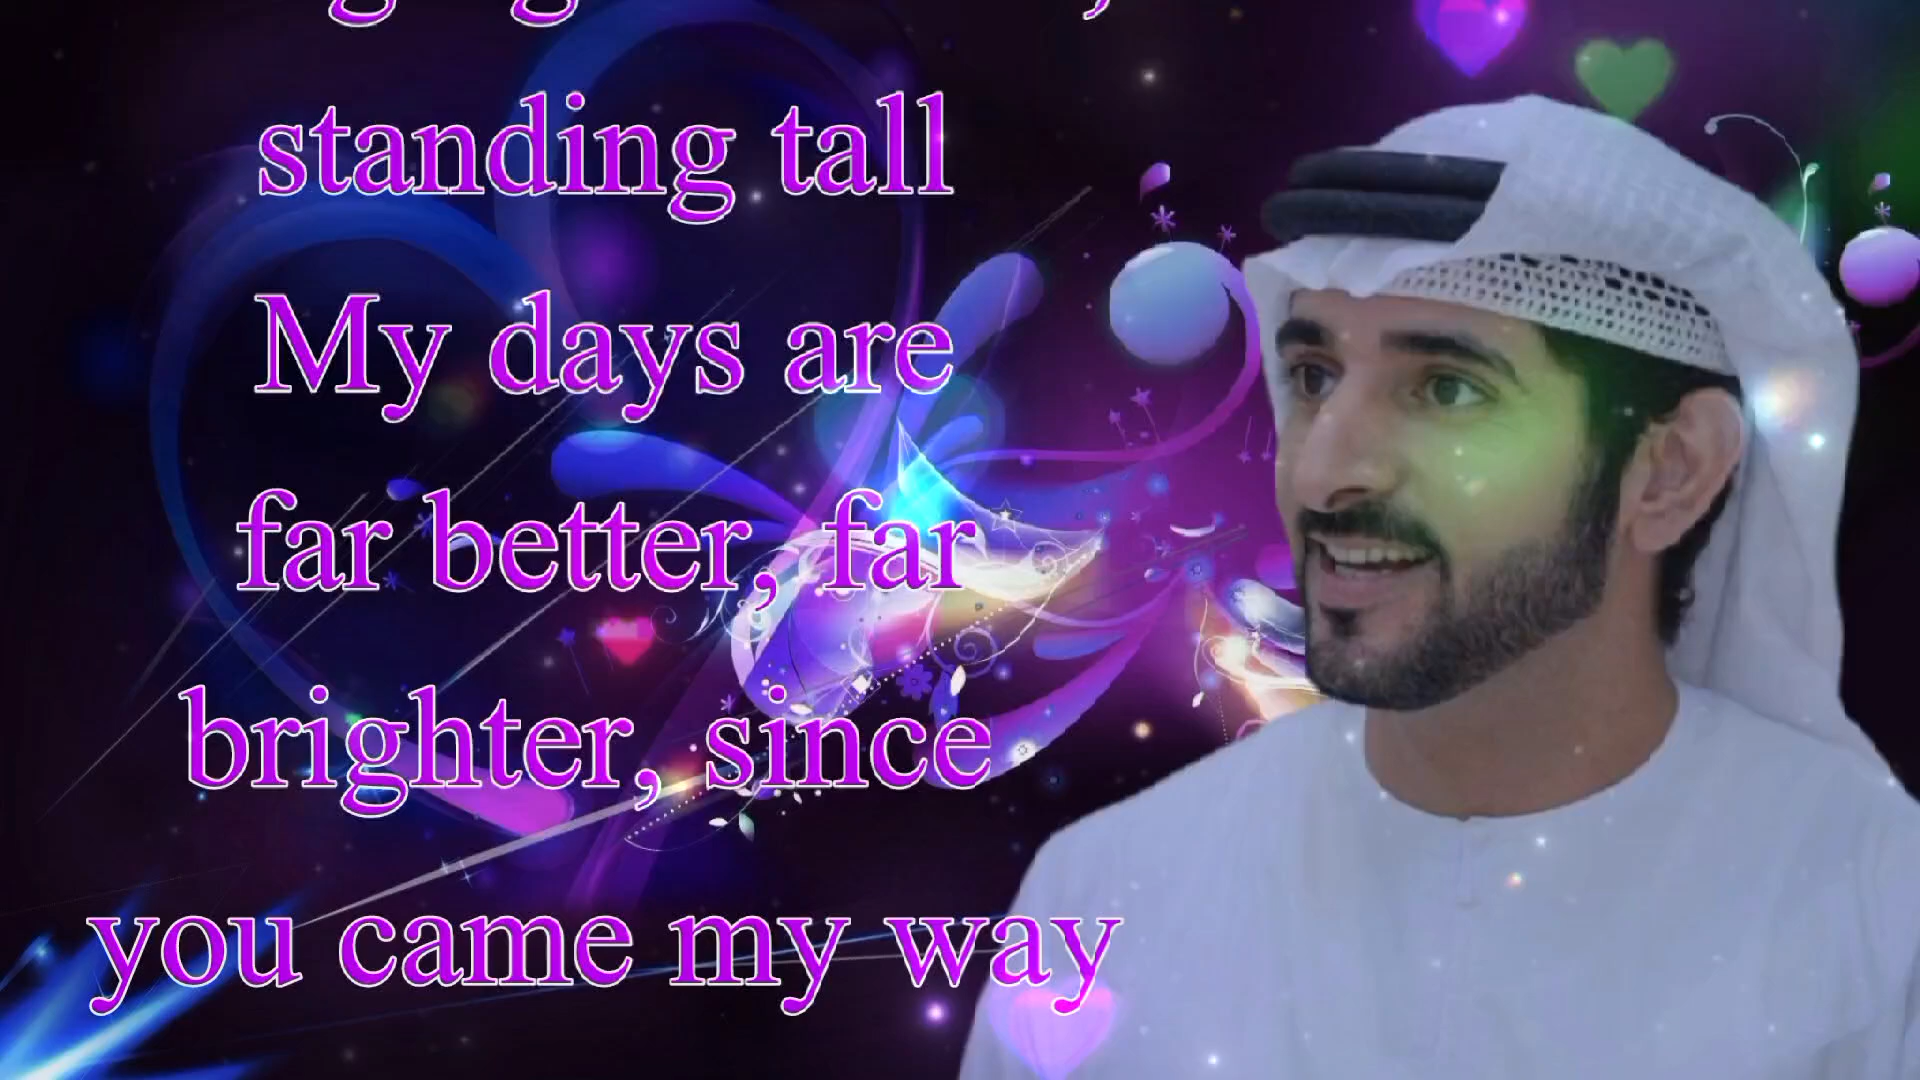 standing tall
My days are
far better, far
brighter, since
you came my way